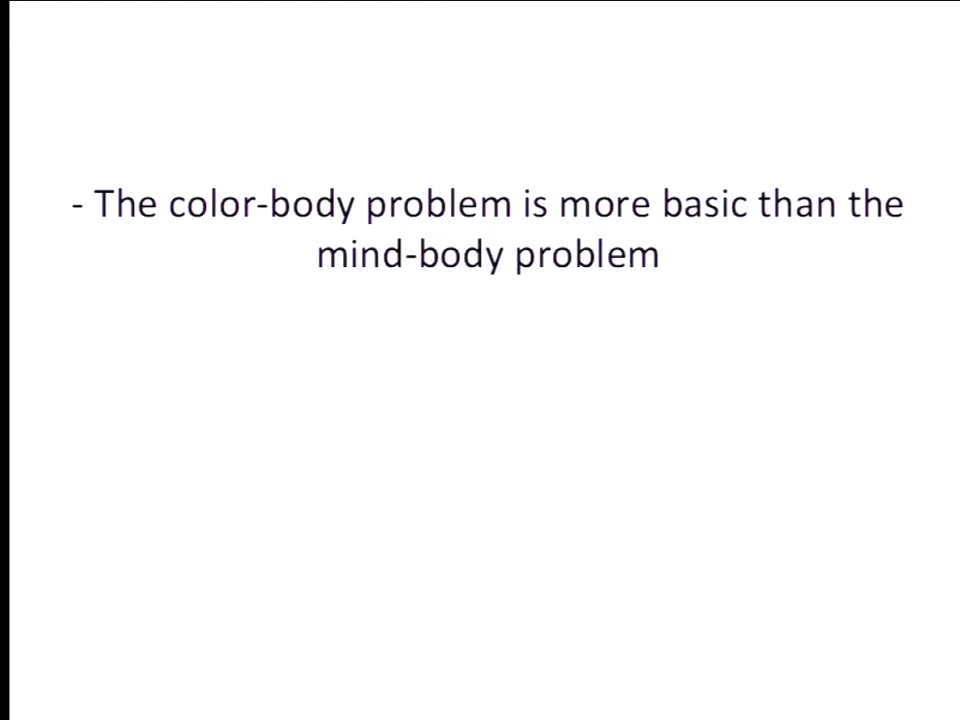 - The color-body problem is more basic than the
mind-body problem